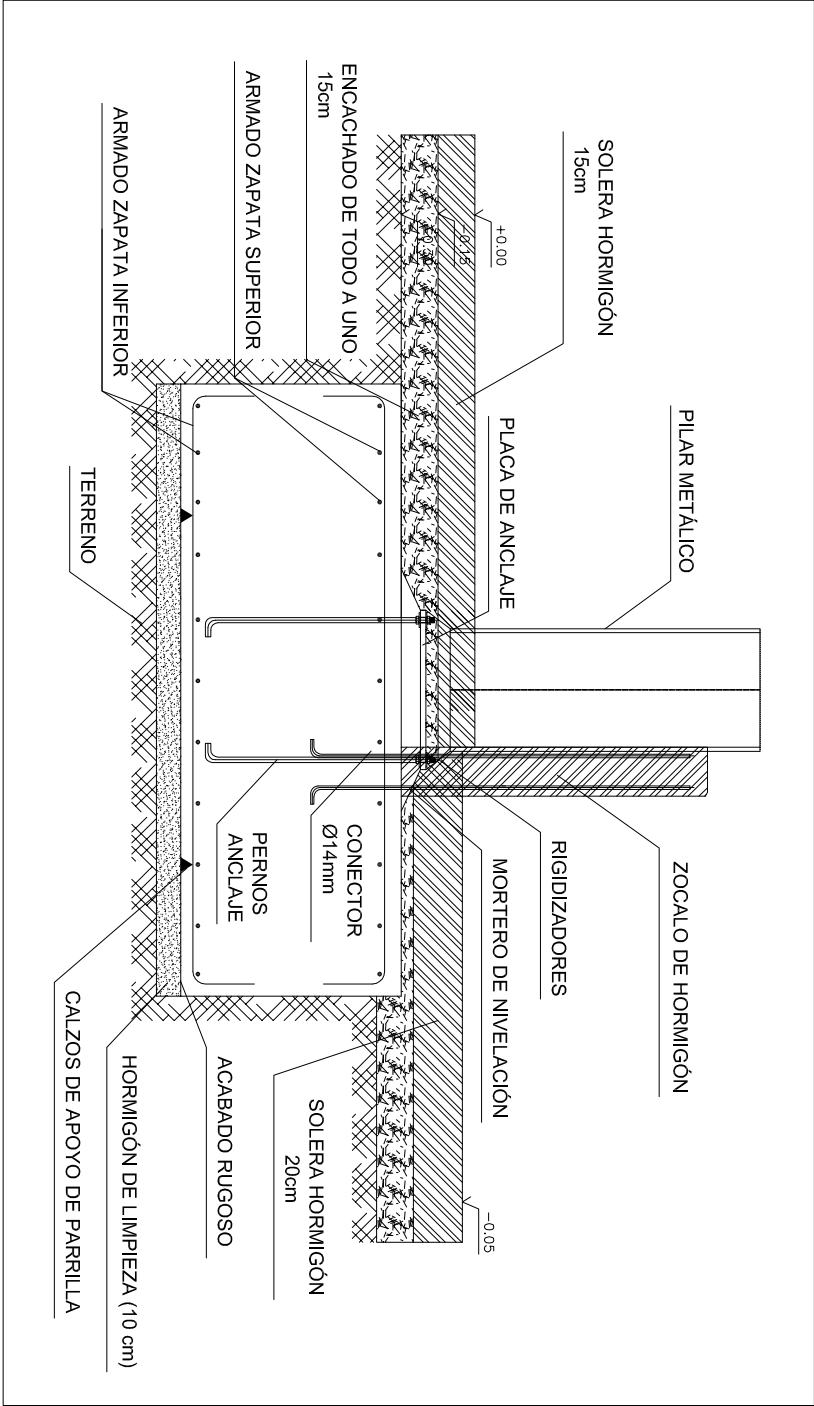 PILAR METÁLICO
ZOCALO DE HORMIGÓN
SOLERA HORMIGÓN
15cm
RIGIDIZADORES
PLACA DE ANCLAJE
MORTERO DE NIVELACIÓN
+0.00
-0.05
-0.15
ENCACHADO DE TODO A UNO
15cm
CONECTOR
Ø14mm
SOLERA HORMIGÓN
20cm
ARMADO ZAPATA SUPERIOR
PERNOS
ANCLAJE
ACABADO RUGOSO
ARMADO ZAPATA INFERIOR
HORMIGÓN DE LIMPIEZA (10 cm)
TERRENO
CALZOS DE APOYO DE PARRILLA